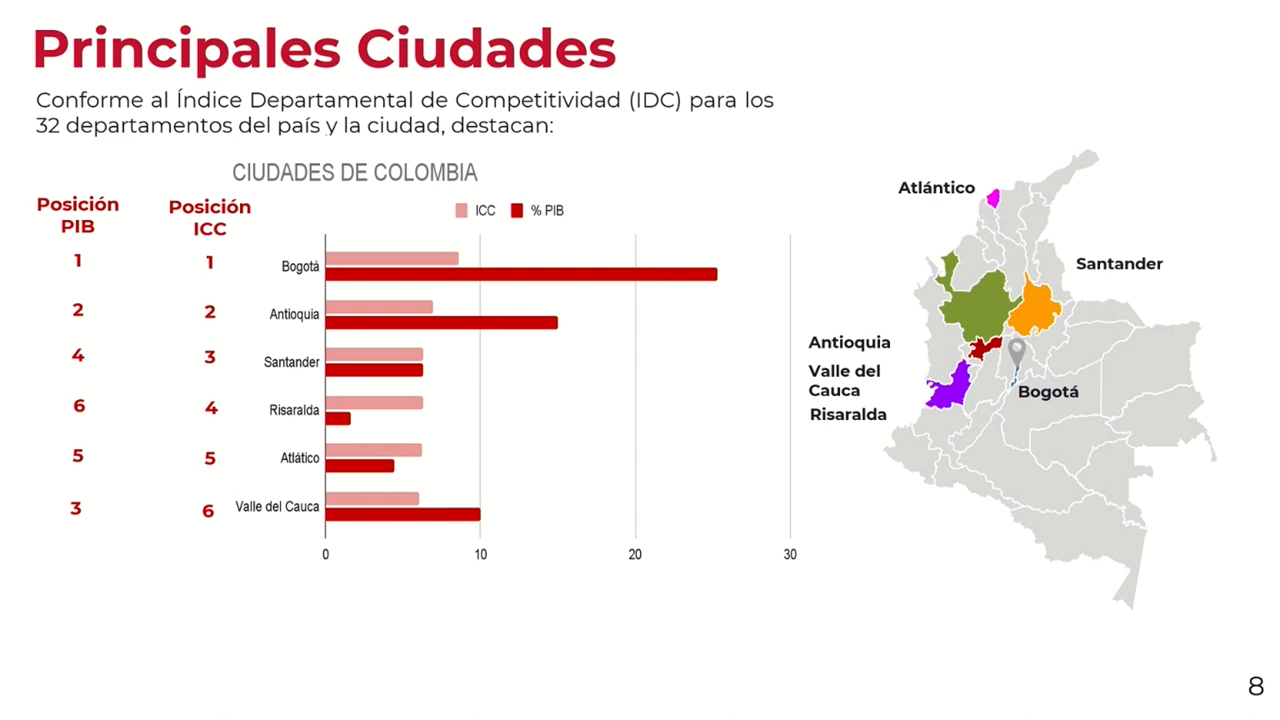 Principales Ciudades
Conforme al Índice Departamental de Competitividad (IDC) para los
32 departamentos del país y la ciudad, destacan:
CIUDADES DE COLOMBIA
Posición
PIB
Posición
ICC
ICC
% PIB
1
1
Bogotá
2
2
Antioquia
4
3
Santander
6
4
Risaralda
5
5
Atlático
3
6
Valle del Cauca
0
10
20
30
Atlántico
Santander
Antioquia
Valle del
Cauca
Bogotá
Risaralda
8